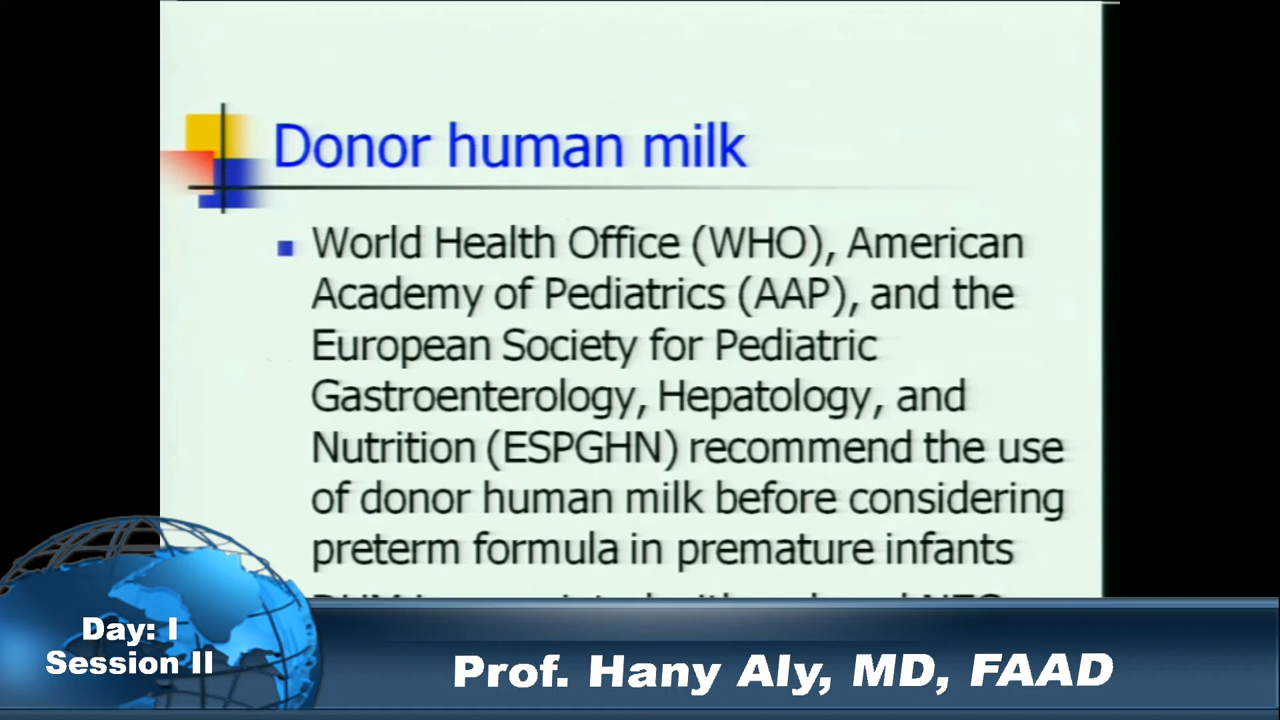 Donor human milk
World Health Office (WHO), American
Academy of Pediatrics (AAP), and the
European Society for Pediatric
Gastroenterology, Hepatology, and
Nutrition (ESPGHN) recommend the use
of donor human milk before considering
preterm formula in premature infants
Day: I
Session II
Prof. Hany Aly, MD, FAAD